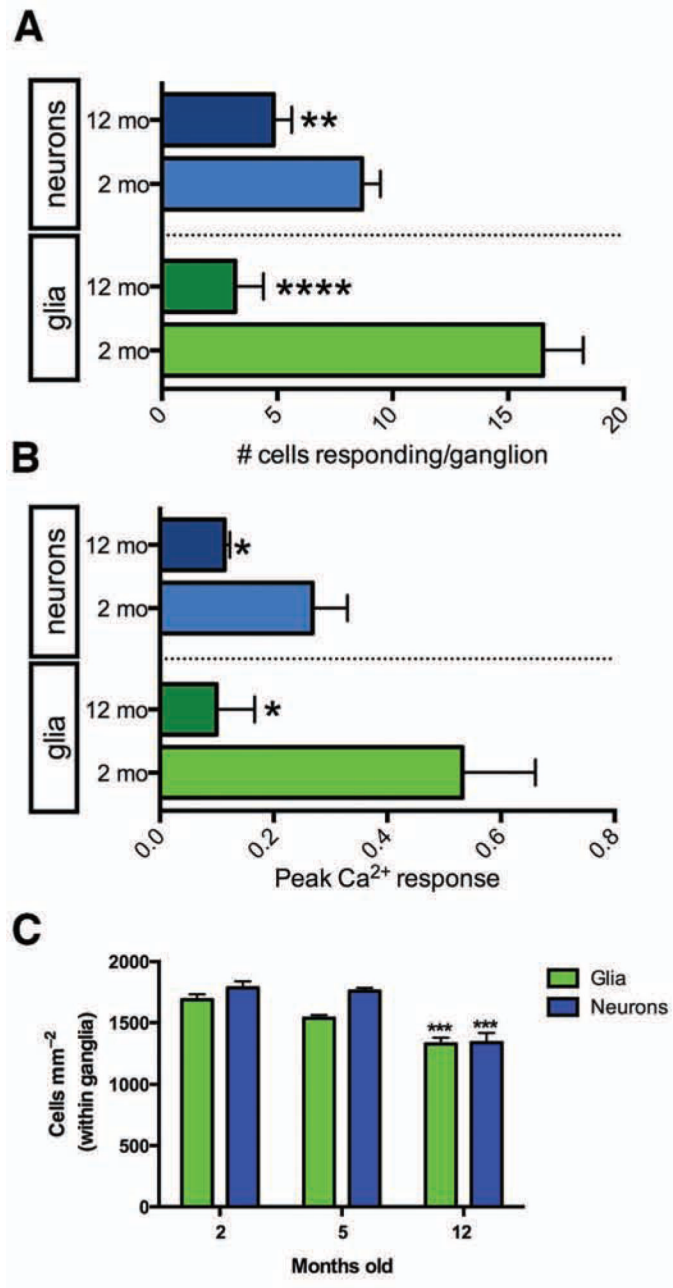 A
neurons
12 mo
**
2 mo
glia
12 mo
****
2 mo
0
5
10
15
20
# cells responding/ganglion
B
neurons
12 mo
*
2 mo
glia
12 mo
*
2 mo
0.0
0.2
0.4
0.6
0.8
Peak Ca²⁺ response
C
Cells mm⁻²
(within ganglia)
2000
1500
1000
500
0
*** ***
2
5
12
Months old
Glia
Neurons